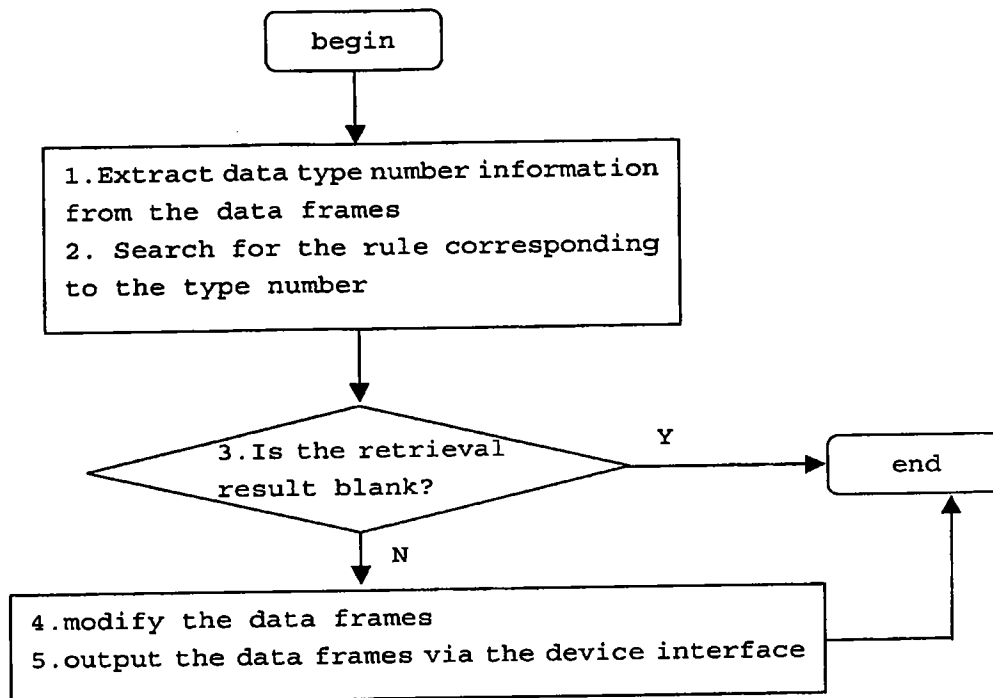 begin
1.Extract data type number information
from the data frames
2. Search for the rule corresponding
to the type number
3.Is the retrieval
result blank?
Y
end
N
4.modify the data frames
5.output the data frames via the device interface